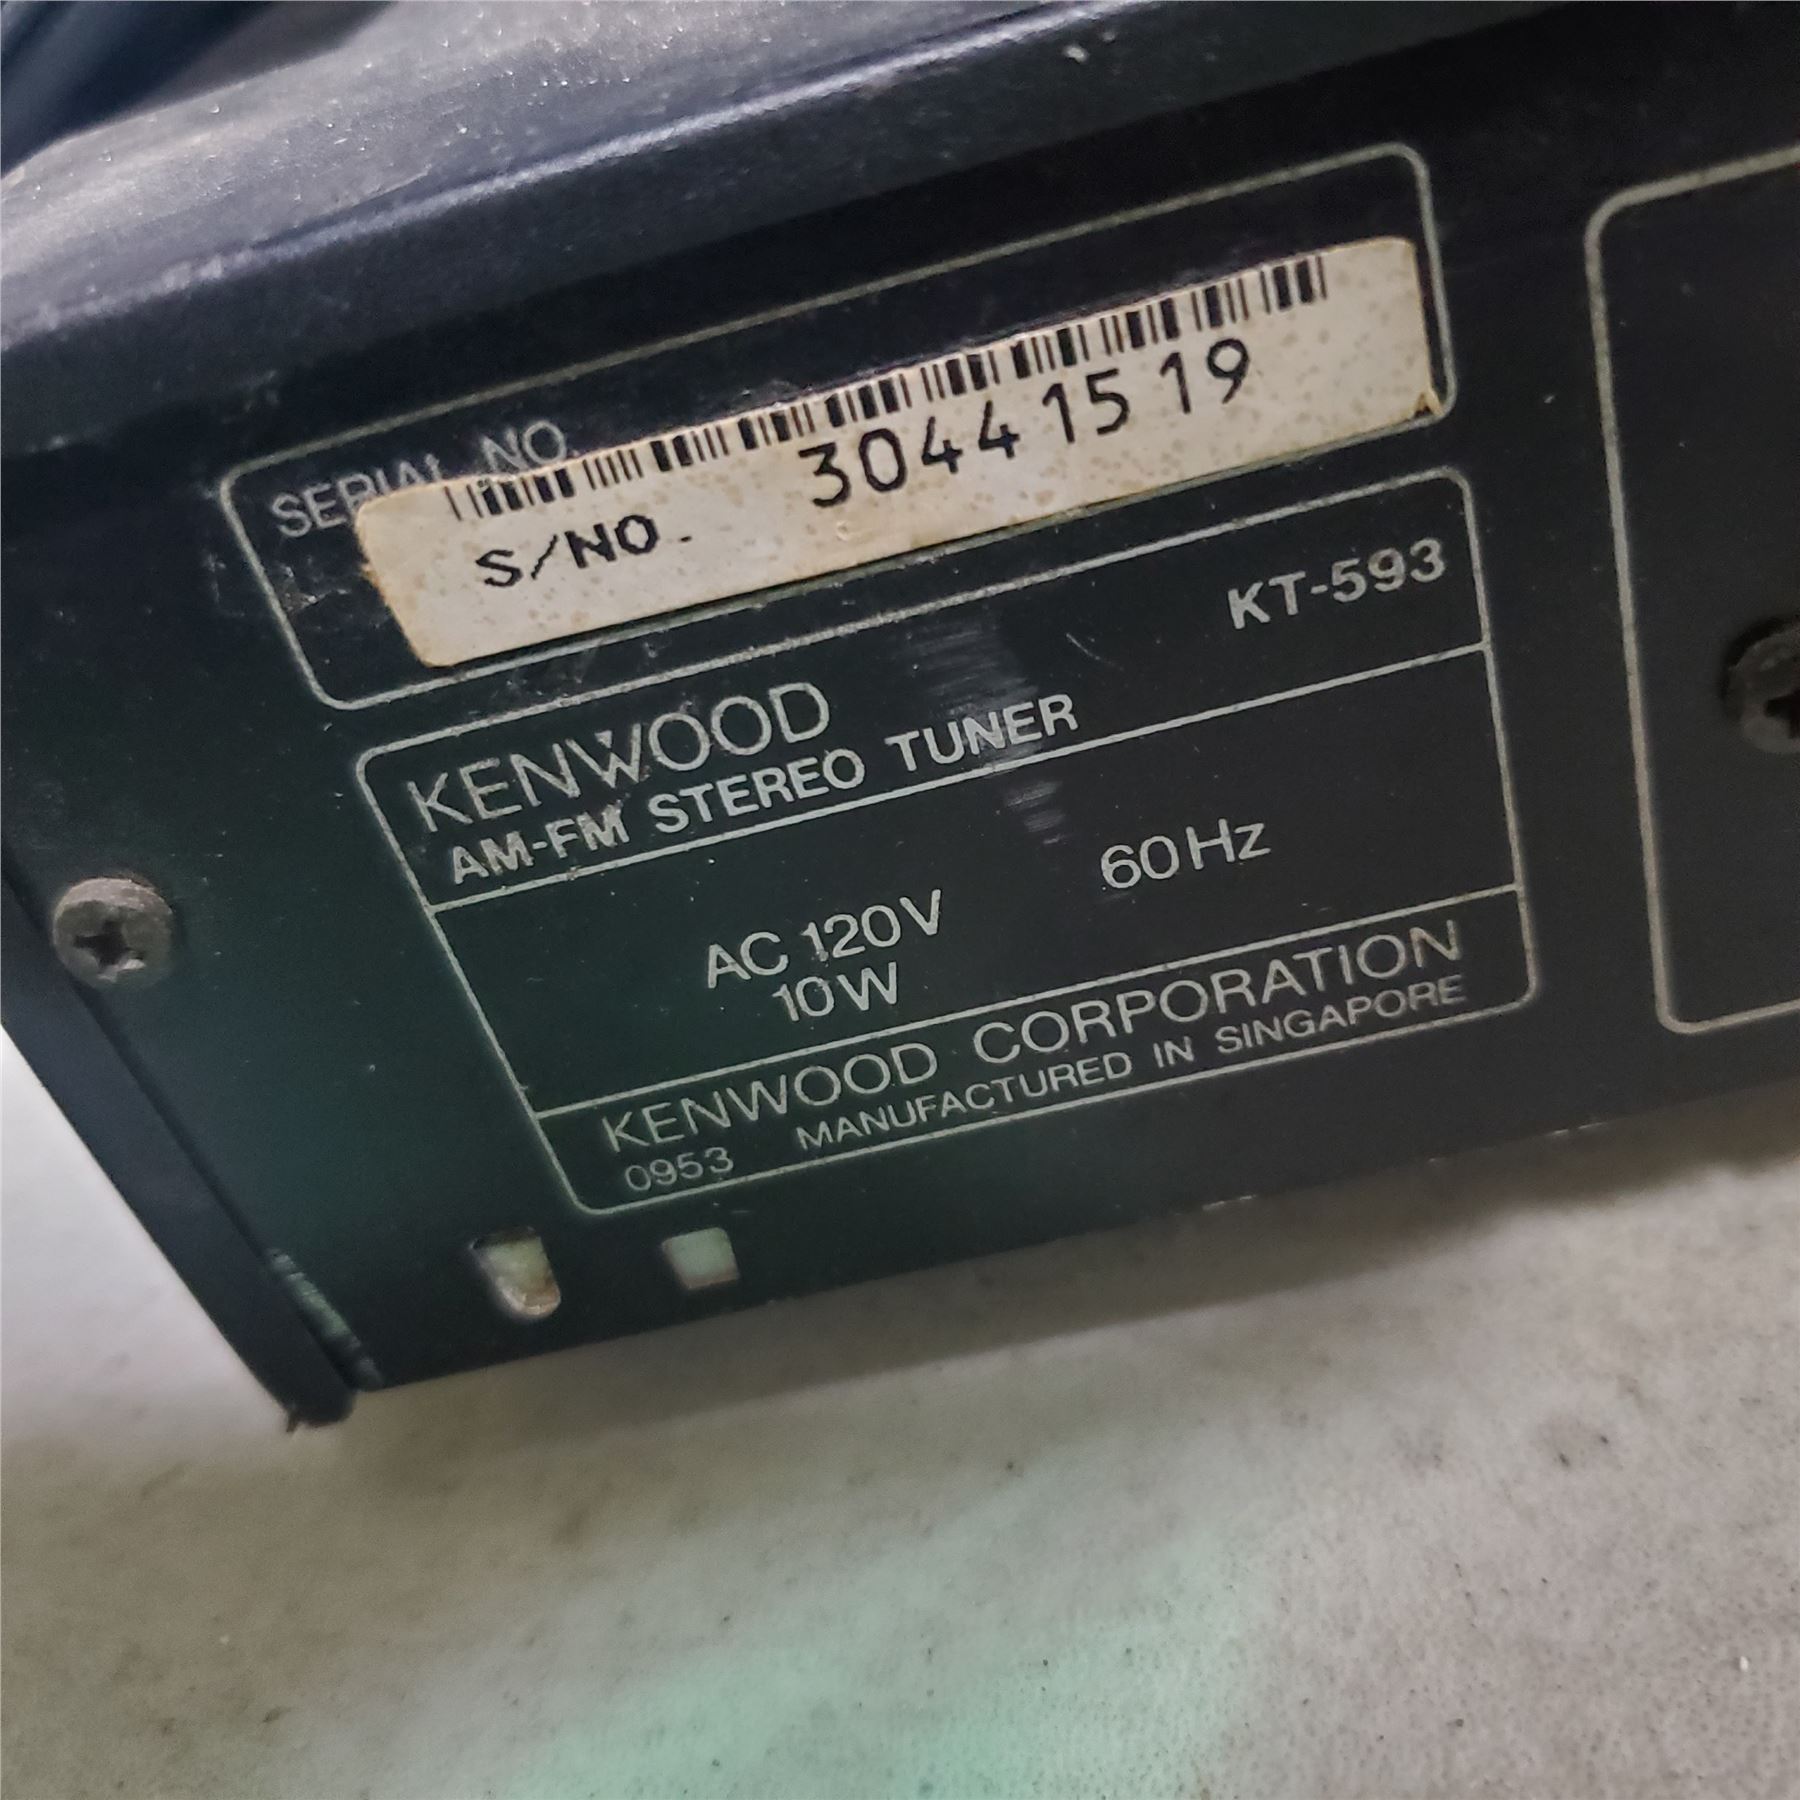 SERIAL NO.
S/NO. 30441519
KENWOOD KT-593
AM-FM STEREO TUNER
AC 120V 60Hz
10W
KENWOOD CORPORATION
0953 MANUFACTURED IN SINGAPORE